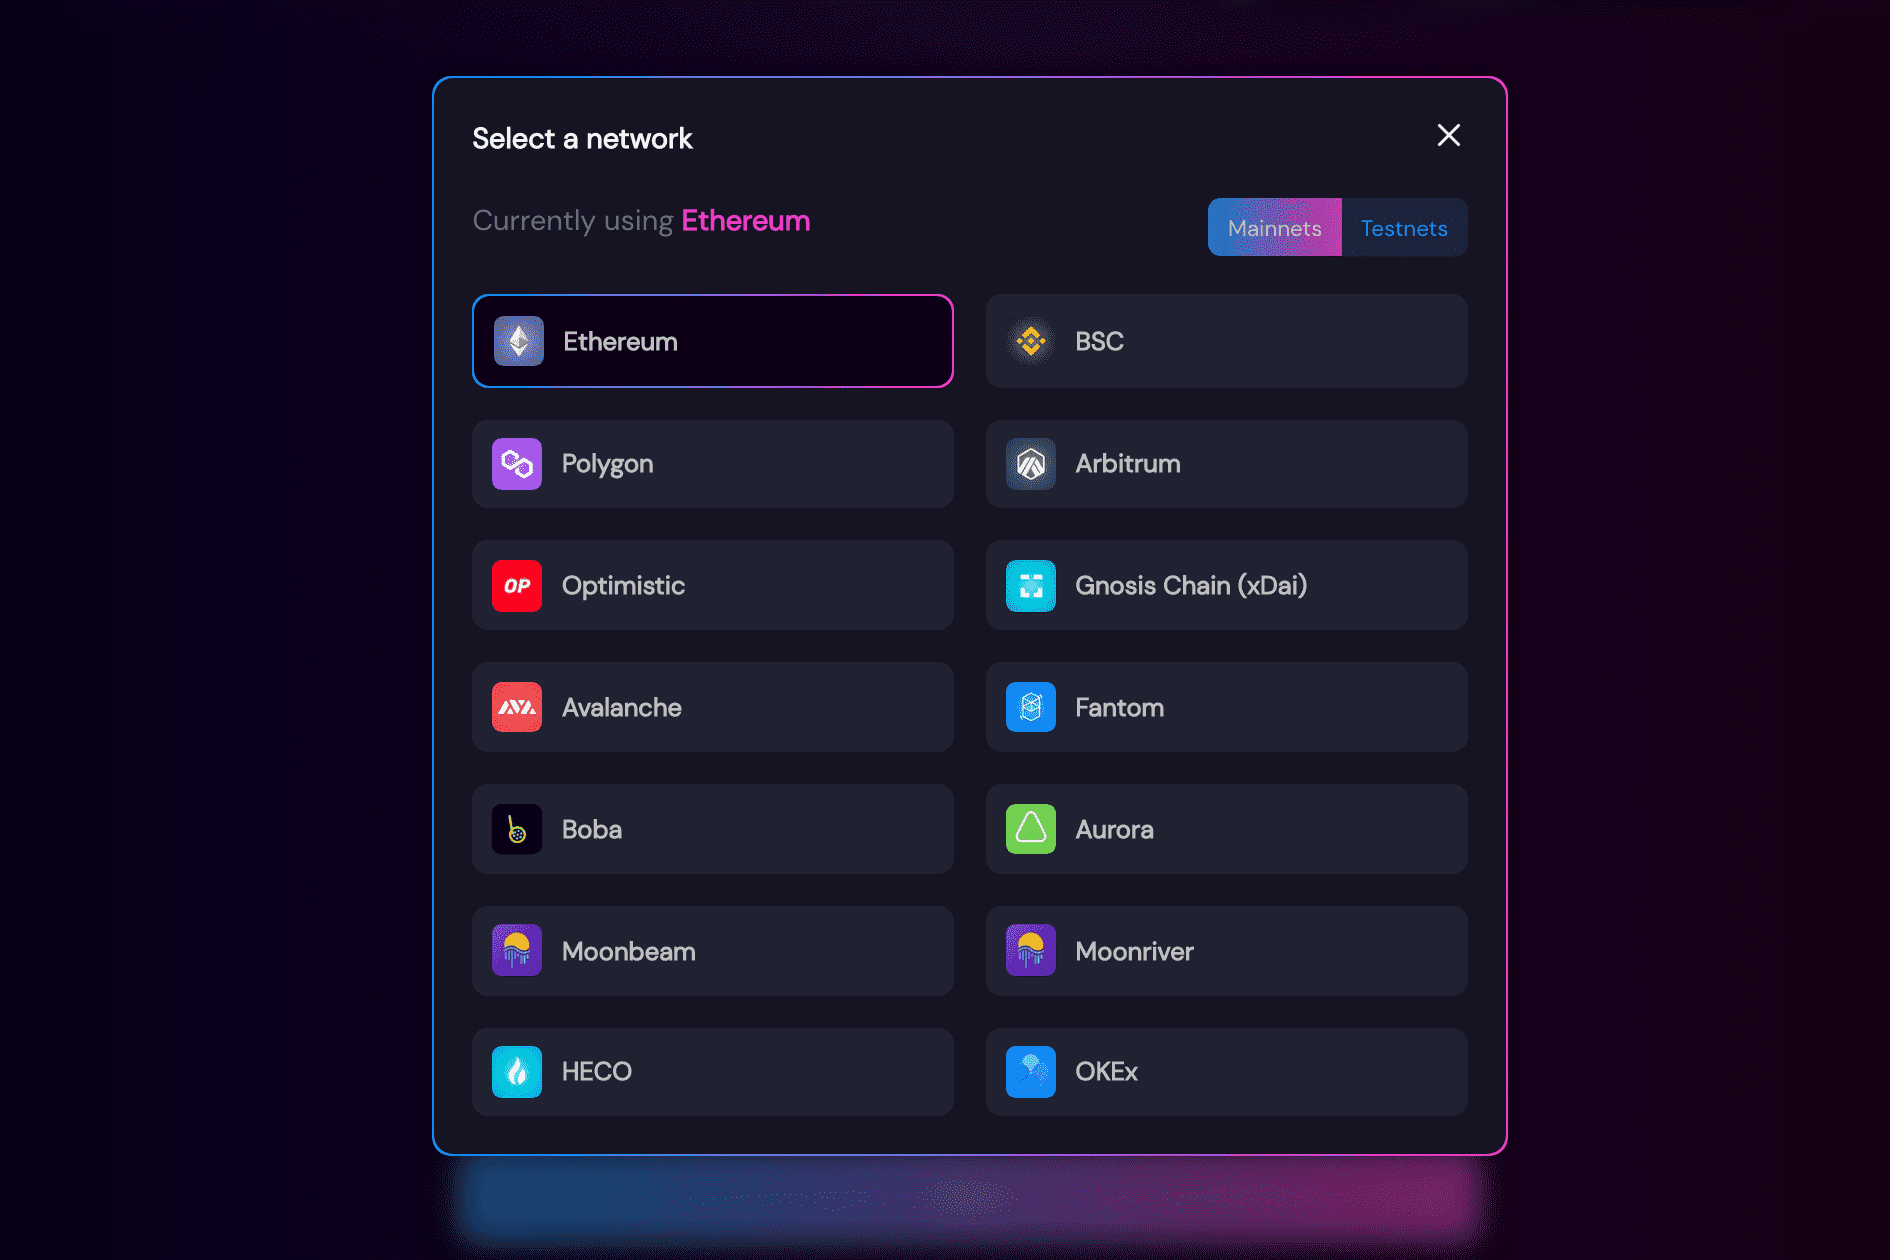 Select a network
Currently using Ethereum
Mainnets
Testnets
Ethereum
BSC
Polygon
Arbitrum
OP
Optimistic
Gnosis Chain (xDai)
Avalanche
Fantom
Boba
Aurora
Moonbeam
Moonriver
HECO
OKEx